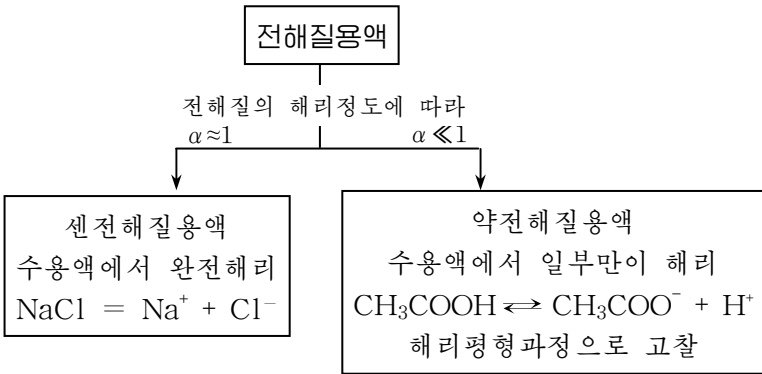 전해질용액
전해질의 해리정도에 따라
α≈1
α≪1
센전해질용액
수용액에서 완전해리
NaCl = Na⁺ + Cl⁻
약전해질용액
수용액에서 일부만이 해리
CH₃COOH ⇌ CH₃COO⁻ + H⁺
해리평형과정으로 고찰